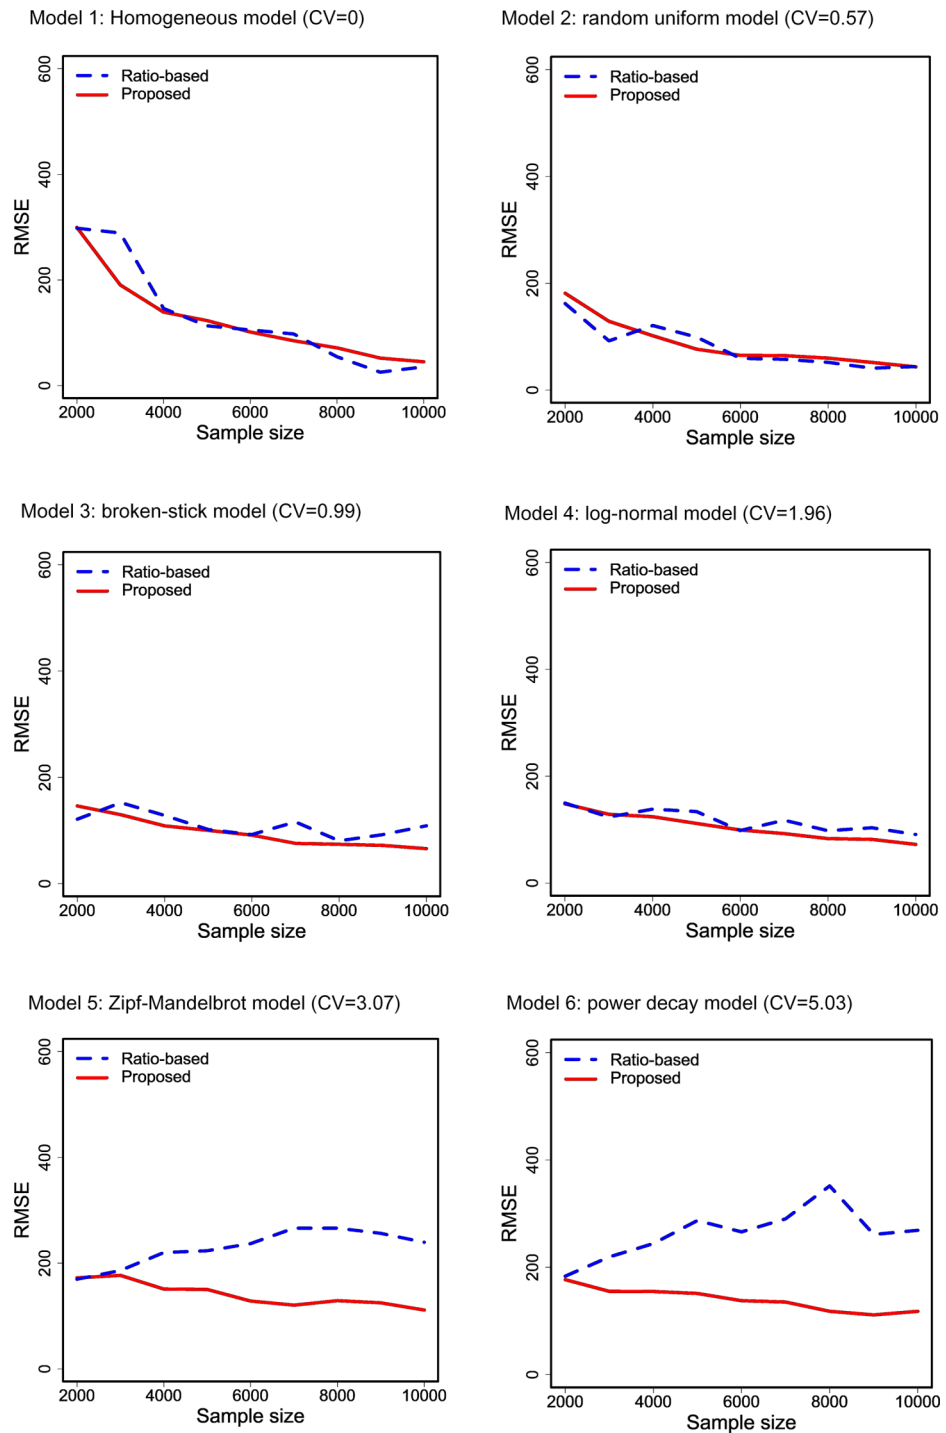 Model 1: Homogeneous model (CV=0)
Ratio-based
Proposed
600
400
200
0
RMSE
2000 4000 6000 8000 10000
Sample size
Model 2: random uniform model (CV=0.57)
Ratio-based
Proposed
600
400
200
0
RMSE
2000 4000 6000 8000 10000
Sample size
Model 3: broken-stick model (CV=0.99)
Ratio-based
Proposed
600
400
200
0
RMSE
2000 4000 6000 8000 10000
Sample size
Model 4: log-normal model (CV=1.96)
Ratio-based
Proposed
600
400
200
0
RMSE
2000 4000 6000 8000 10000
Sample size
Model 5: Zipf-Mandelbrot model (CV=3.07)
Ratio-based
Proposed
600
400
200
0
RMSE
2000 4000 6000 8000 10000
Sample size
Model 6: power decay model (CV=5.03)
Ratio-based
Proposed
600
400
200
0
RMSE
2000 4000 6000 8000 10000
Sample size